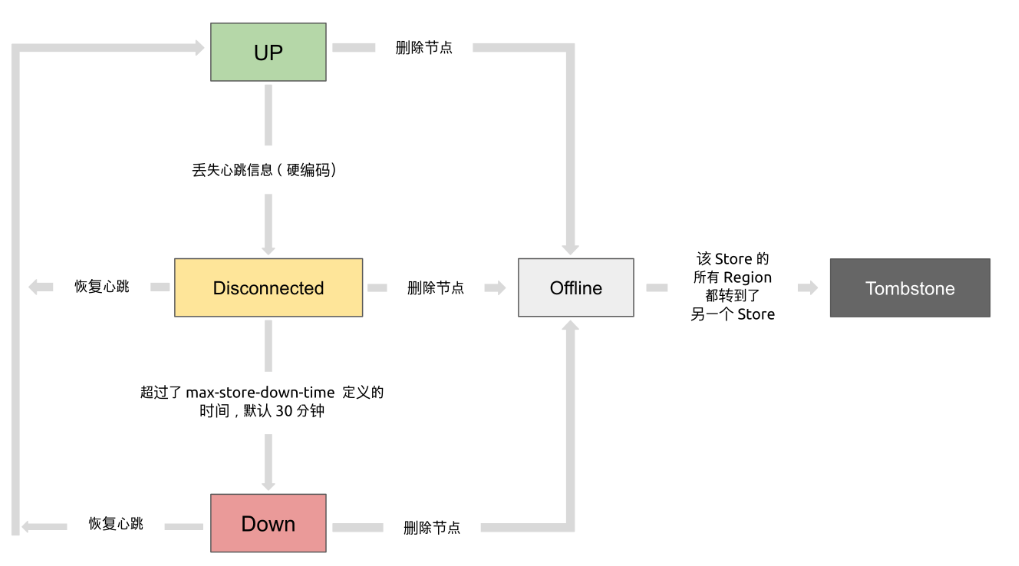 UP
删除节点
丢失心跳信息 ( 硬编码)
恢复心跳
Disconnected
删除节点
Offline
该 Store 的
所有 Region
都转到了
另一个 Store
Tombstone
超过了 max-store-down-time 定义的
时间 , 默认 30 分钟
恢复心跳
Down
删除节点